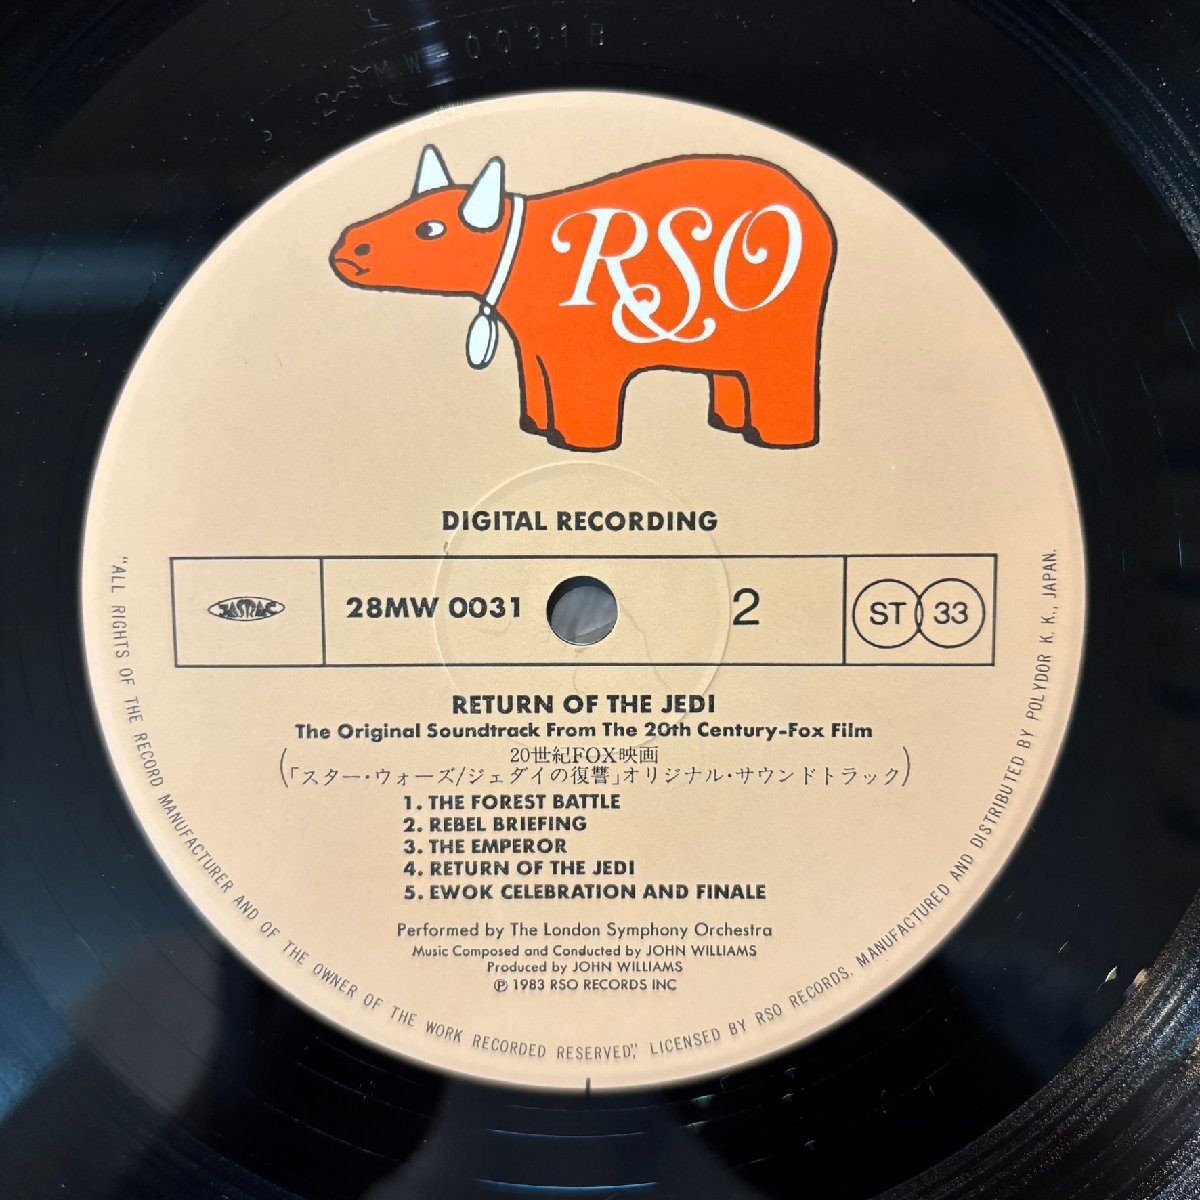 MW 0031 B
RSO
DIGITAL RECORDING
JASRAC
28MW 0031
2
ST 33
RETURN OF THE JEDI
The Original Soundtrack From The 20th Century-Fox Film
(20世紀FOX映画
「スター・ウォーズ/ジェダイの復讐」オリジナル・サウンドトラック)
1. THE FOREST BATTLE
2. REBEL BRIEFING
3. THE EMPEROR
4. RETURN OF THE JEDI
5. EWOK CELEBRATION AND FINALE
Performed by The London Symphony Orchestra
Music Composed and Conducted by JOHN WILLIAMS
Produced by JOHN WILLIAMS
℗ 1983 RSO RECORDS INC
"ALL RIGHTS OF THE RECORD MANUFACTURER AND OF THE OWNER OF THE WORK RECORDED RESERVED", LICENSED BY RSO RECORDS, MANUFACTURED AND DISTRIBUTED BY POLYDOR K. K., JAPAN.